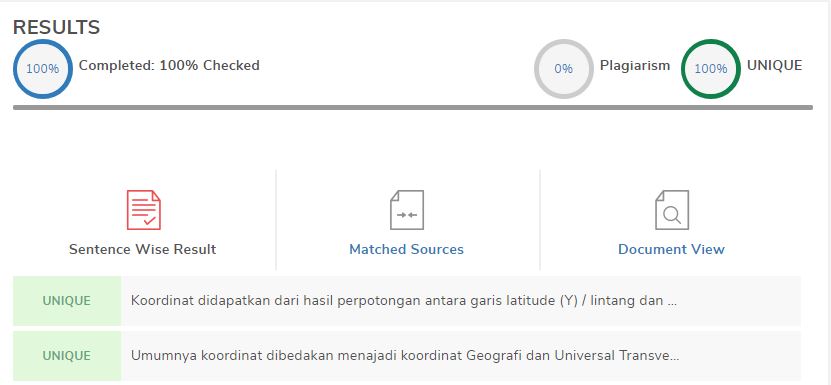 RESULTS
100% Completed: 100% Checked 0% Plagiarism 100% UNIQUE
Sentence Wise Result Matched Sources Document View
UNIQUE Koordinat didapatkan dari hasil perpotongan antara garis latitude (Y) / lintang dan ...
UNIQUE Umumnya koordinat dibedakan menajadi koordinat Geografi dan Universal Transve...